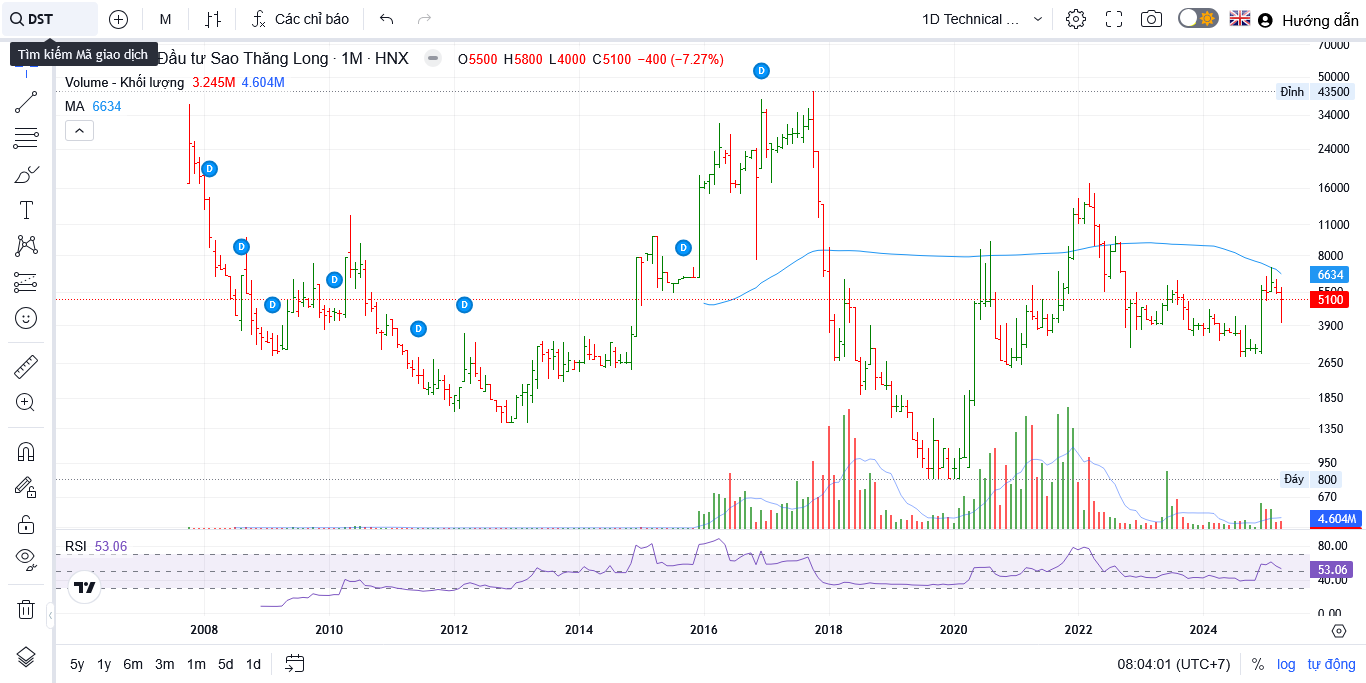 DST
M
Các chỉ báo
1D Technical ...
Hướng dẫn
Tìm kiếm Mã giao dịch
Đầu tư Sao Thăng Long · 1M · HNX
O5500 H5800 L4000 C5100 −400 (−7.27%)
Volume - Khối lượng 3.245M 4.604M
MA 6634
D
D
D
D
D
D
D
D
70000
50000
Đỉnh 43500
34000
24000
16000
11000
8000
6634
5500
5100
3900
2650
1850
1350
950
Đáy 800
670
4.604M
RSI 53.06
80.00
53.06
40.00
0.00
2008 2010 2012 2014 2016 2018 2020 2022 2024
5y 1y 6m 3m 1m 5d 1d
08:04:01 (UTC+7) % log tự động